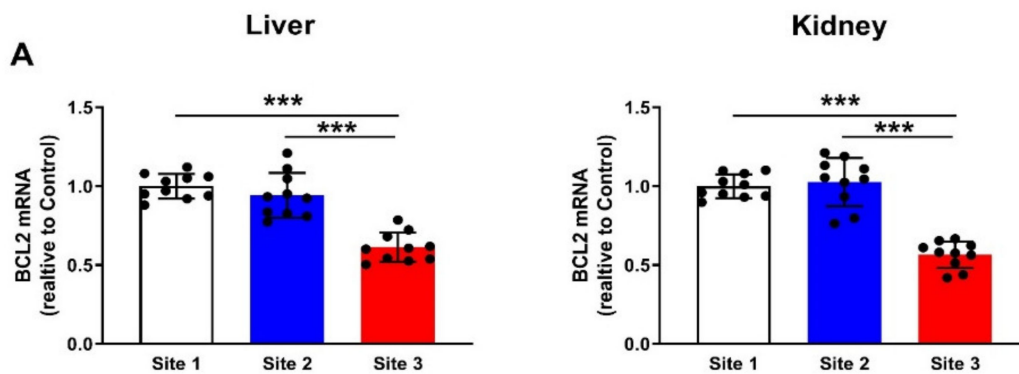 Liver
Kidney
A
***
***
1.5
1.0
0.5
0.0
BCL2 mRNA
(realtive to Control)
Site 1 Site 2 Site 3
***
***
1.5
1.0
0.5
0.0
BCL2 mRNA
(realtive to Control)
Site 1 Site 2 Site 3